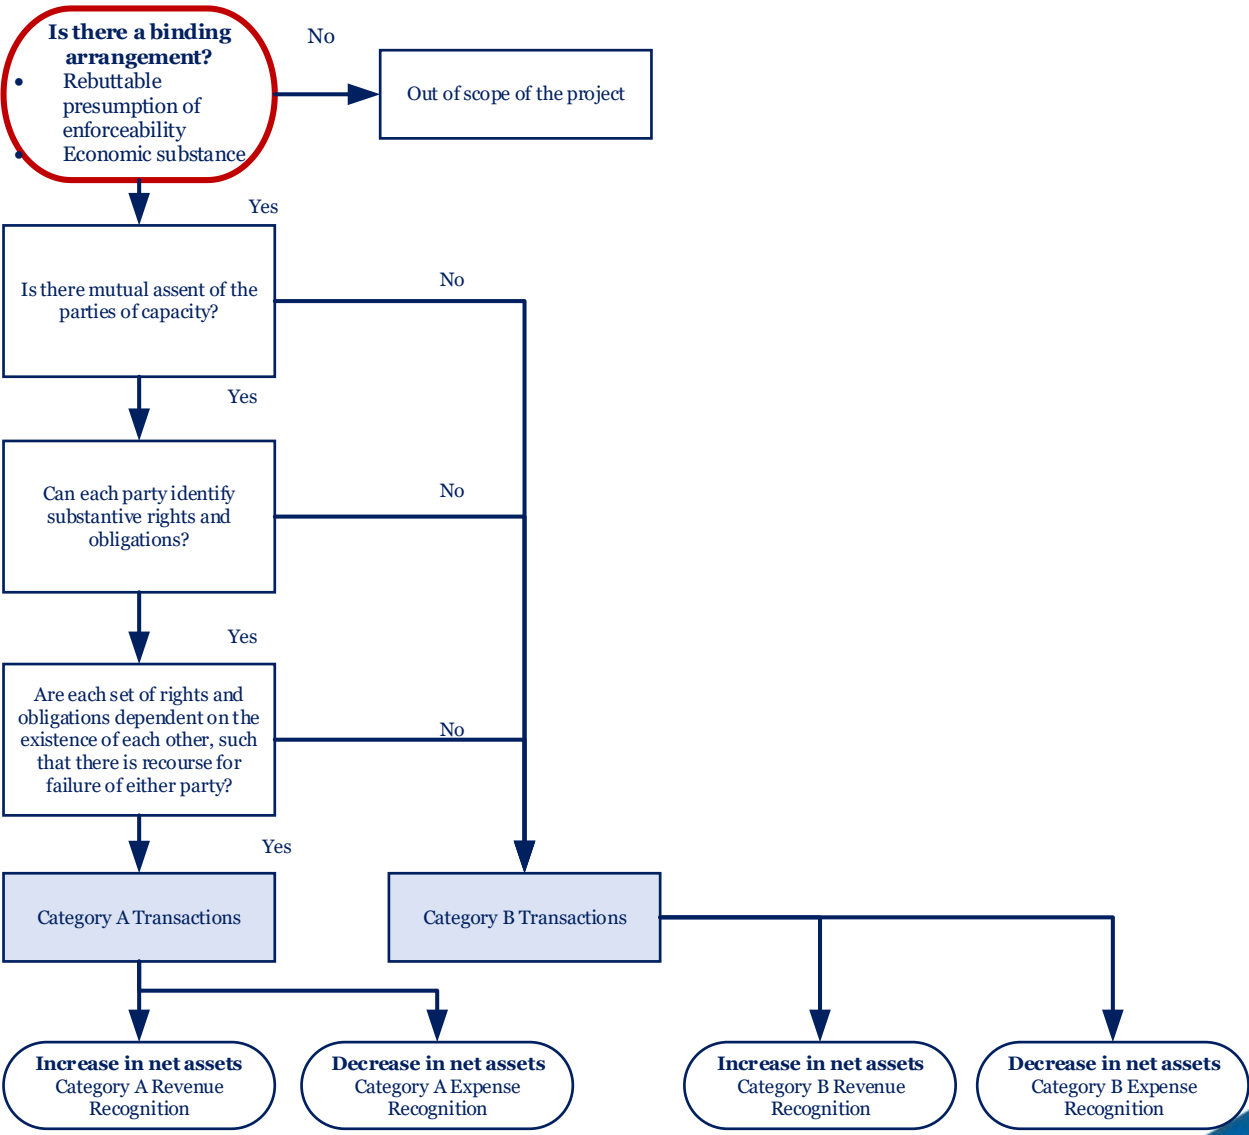 Is there a binding
arrangement?
• Rebuttable
presumption of
enforceability
• Economic substance
No
Out of scope of the project
Yes
Is there mutual assent of the
parties of capacity?
No
Yes
Can each party identify
substantive rights and
obligations?
No
Yes
Are each set of rights and
obligations dependent on the
existence of each other, such
that there is recourse for
failure of either party?
No
Yes
Category A Transactions
Category B Transactions
Increase in net assets
Category A Revenue
Recognition
Decrease in net assets
Category A Expense
Recognition
Increase in net assets
Category B Revenue
Recognition
Decrease in net assets
Category B Expense
Recognition